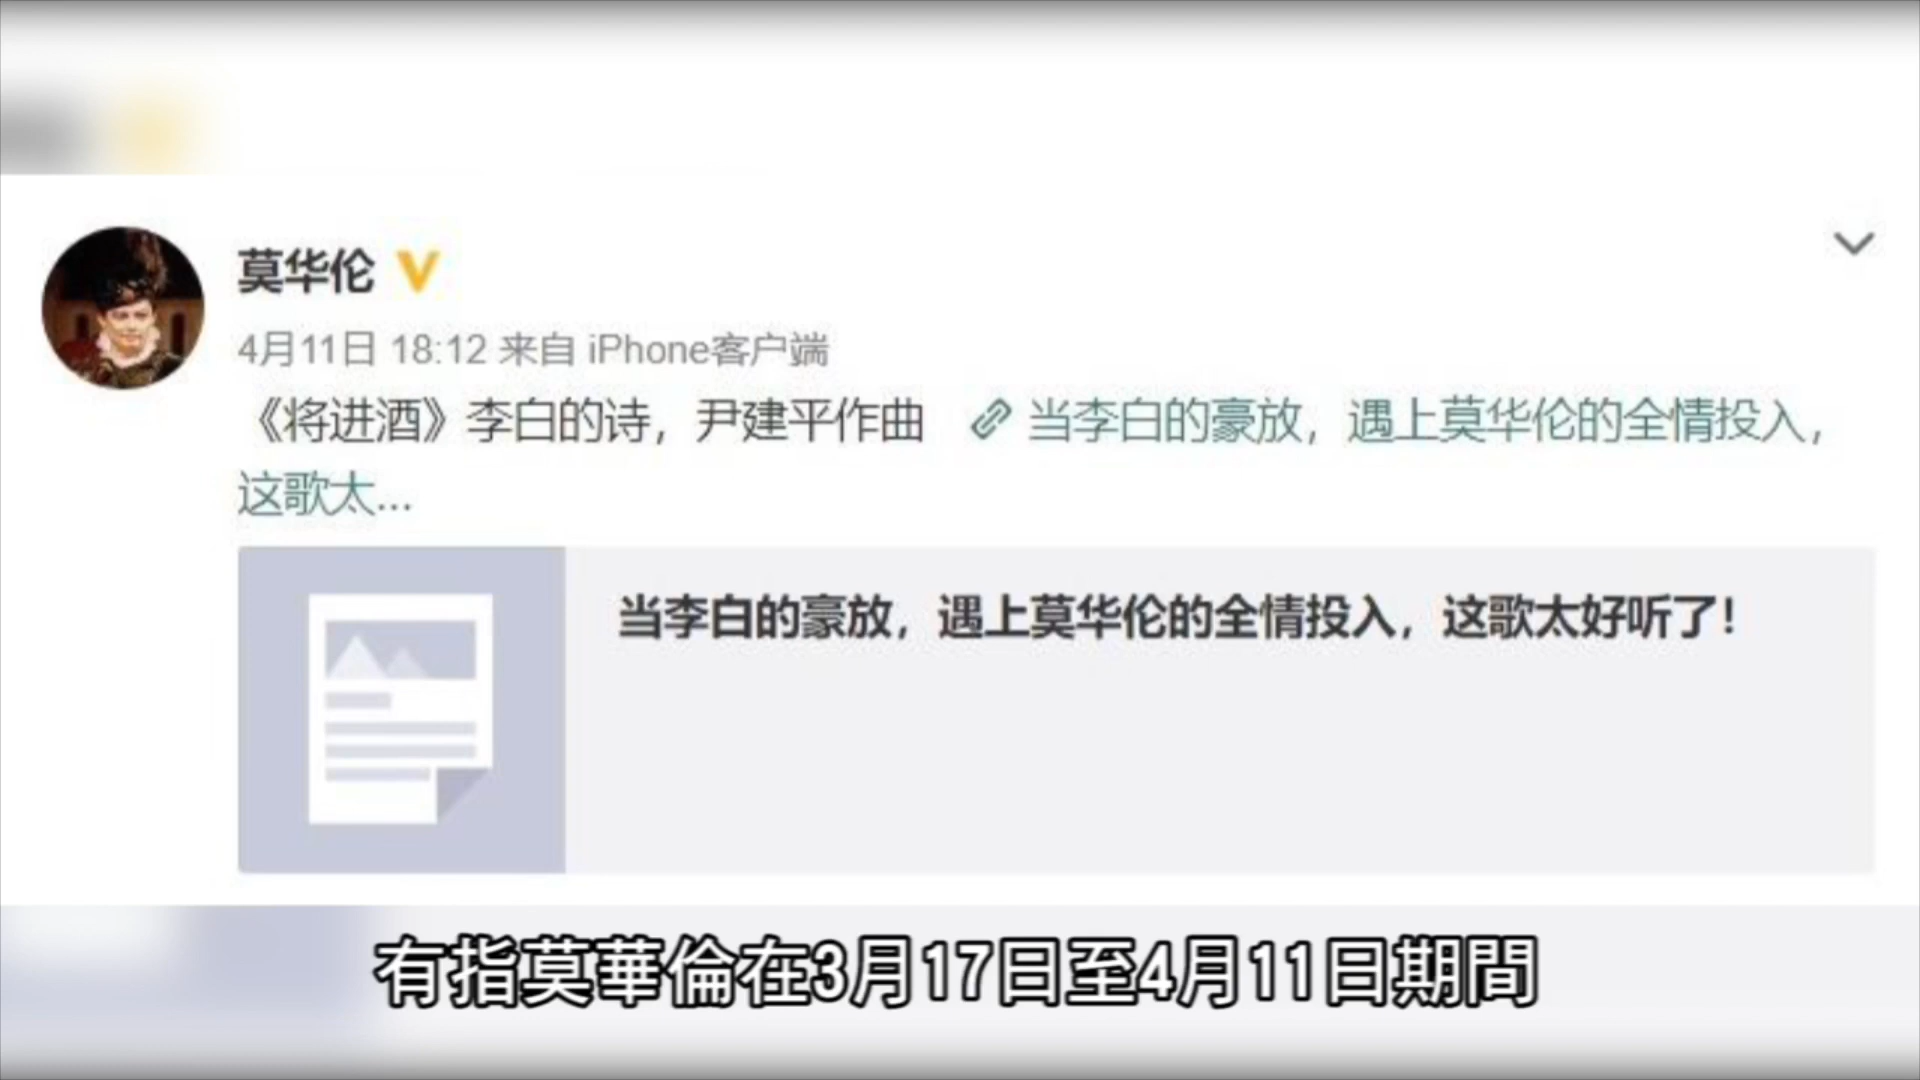 莫华伦
4月11日 18:12 来自 iPhone客户端
《将进酒》李白的诗，尹建平作曲 当李白的豪放，遇上莫华伦的全情投入，
这歌太...
当李白的豪放，遇上莫华伦的全情投入，这歌太好听了！
有指莫華倫在3月17日至4月11日期間